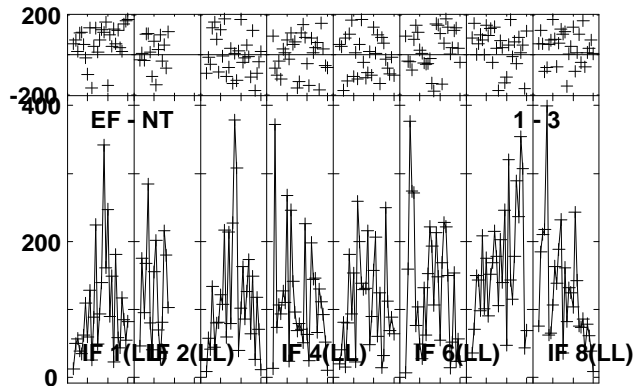 200
-200
400
EF - NT 1 - 3
200
0
IF 1(LL) IF 2(LL) IF 4(LL) IF 6(LL) IF 8(LL)